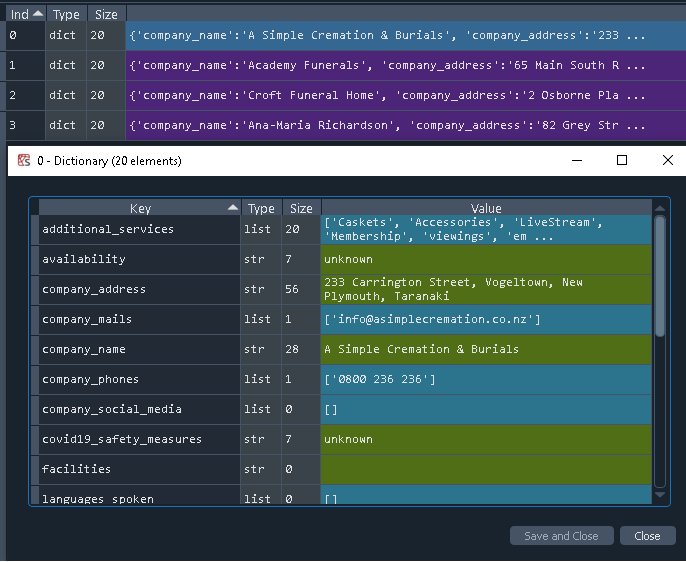 Ind Type Size
0 dict 20 {'company_name':'A Simple Cremation & Burials', 'company_address':'233 ...
1 dict 20 {'company_name':'Academy Funerals', 'company_address':'65 Main South R ...
2 dict 20 {'company_name':'Croft Funeral Home', 'company_address':'2 Osborne Pla ...
3 dict 20 {'company_name':'Ana-Maria Richardson', 'company_address':'82 Grey Str ...
0 - Dictionary (20 elements)
Key Type Size Value
additional_services list 20 ['Caskets', 'Accessories', 'LiveStream',
'Membership', 'viewings', 'em ...
availability str 7 unknown
company_address str 56 233 Carrington Street, Vogeltown, New
Plymouth, Taranaki
company_mails list 1 ['info@asimplecremation.co.nz']
company_name str 28 A Simple Cremation & Burials
company_phones list 1 ['0800 236 236']
company_social_media list 0 []
covid19_safety_measures str 7 unknown
facilities str 0
languages_spoken list 0 []
Save and Close Close